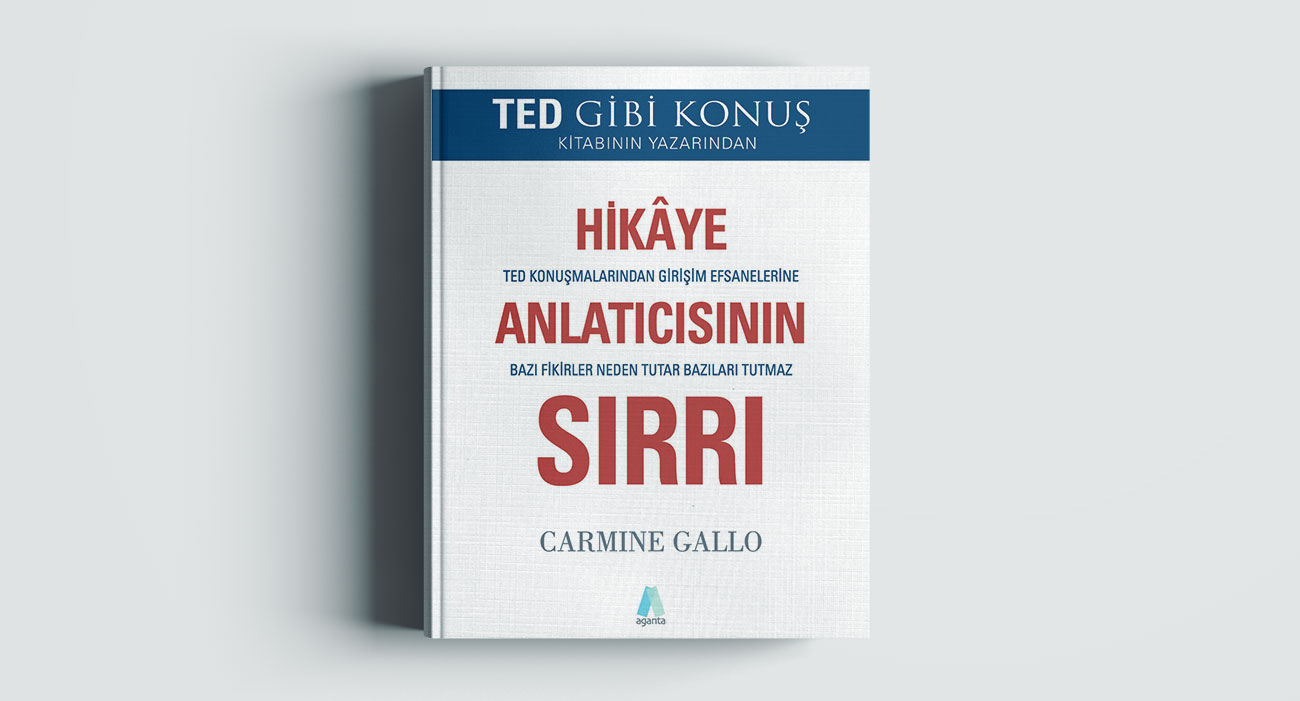 TED GİBİ KONUŞ
KİTABININ YAZARINDAN
HİKÂYE
TED KONUŞMALARINDAN GİRİŞİM EFSANELERİNE
ANLATICISININ
BAZI FİKİRLER NEDEN TUTAR BAZILARI TUTMAZ
SIRRI
CARMINE GALLO
aganta